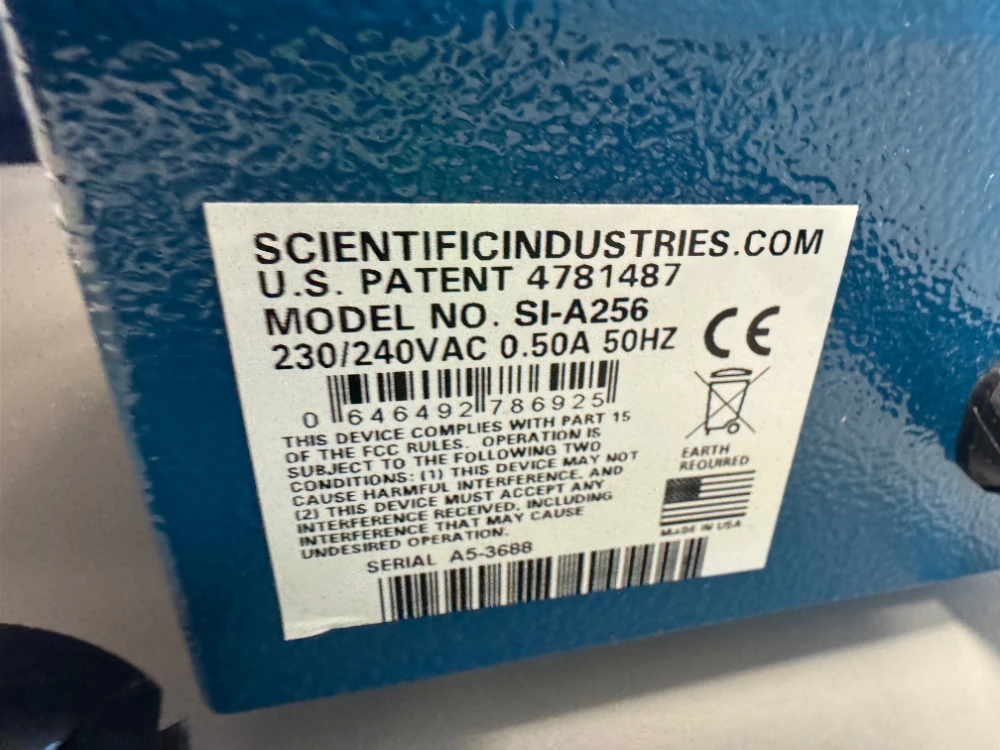 SCIENTIFICINDUSTRIES.COM
U.S. PATENT 4781487
MODEL NO. SI-A256
230/240VAC 0.50A 50HZ
CE
0 646492 786925
THIS DEVICE COMPLIES WITH PART 15
OF THE FCC RULES. OPERATION IS
SUBJECT TO THE FOLLOWING TWO
CONDITIONS: (1) THIS DEVICE MAY NOT
CAUSE HARMFUL INTERFERENCE, AND
(2) THIS DEVICE MUST ACCEPT ANY
INTERFERENCE RECEIVED, INCLUDING
INTERFERENCE THAT MAY CAUSE
UNDESIRED OPERATION.
EARTH
REQUIRED
MADE IN USA
SERIAL A5-3688